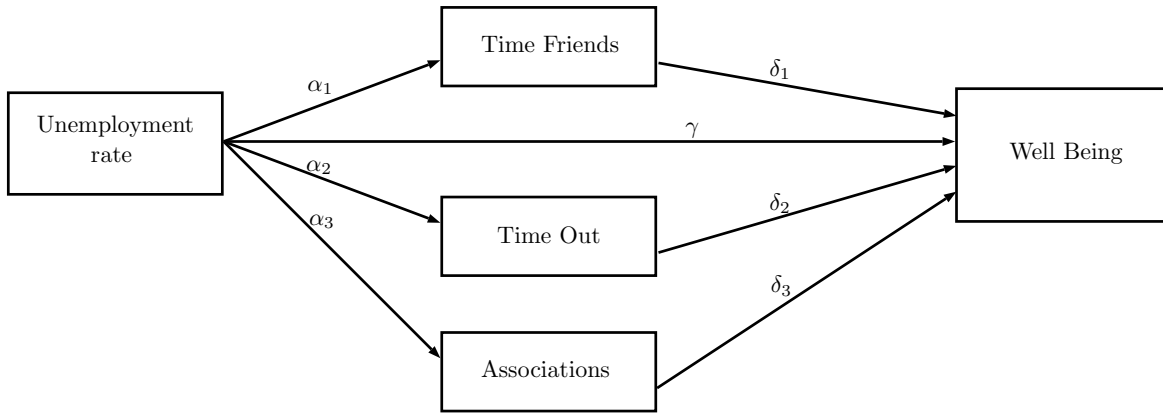 Time Friends
δ1
α1
Unemployment
rate
γ
Well Being
α2
δ2
α3
Time Out
δ3
Associations